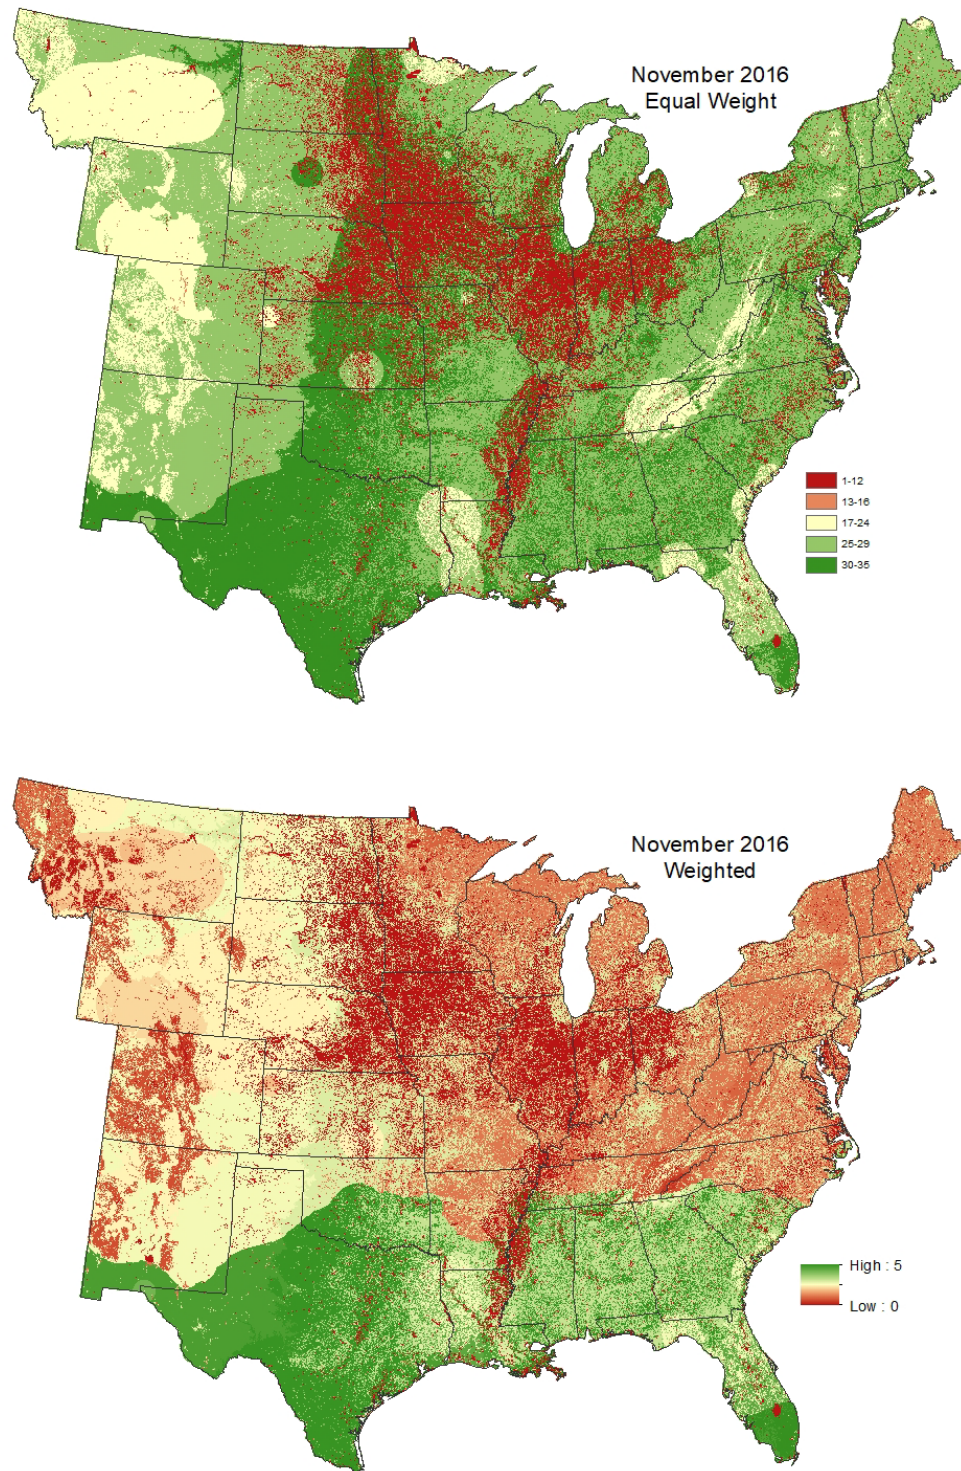 November 2016
Equal Weight
1-12
13-16
17-24
25-29
30-35
November 2016
Weighted
High : 5
Low : 0